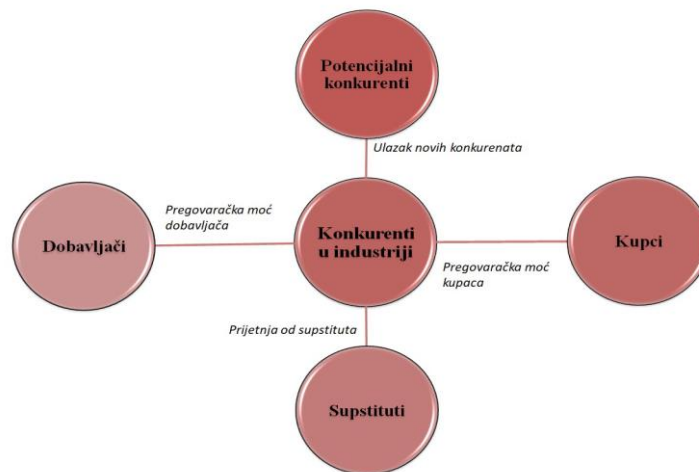 Potencijalni
konkurenti
Ulazak novih konkurenata
Pregovaračka moć
dobavljača
Dobavljači
Konkurenti
u industriji
Kupci
Pregovaračka moć
kupaca
Prijetnja od supstituta
Supstituti